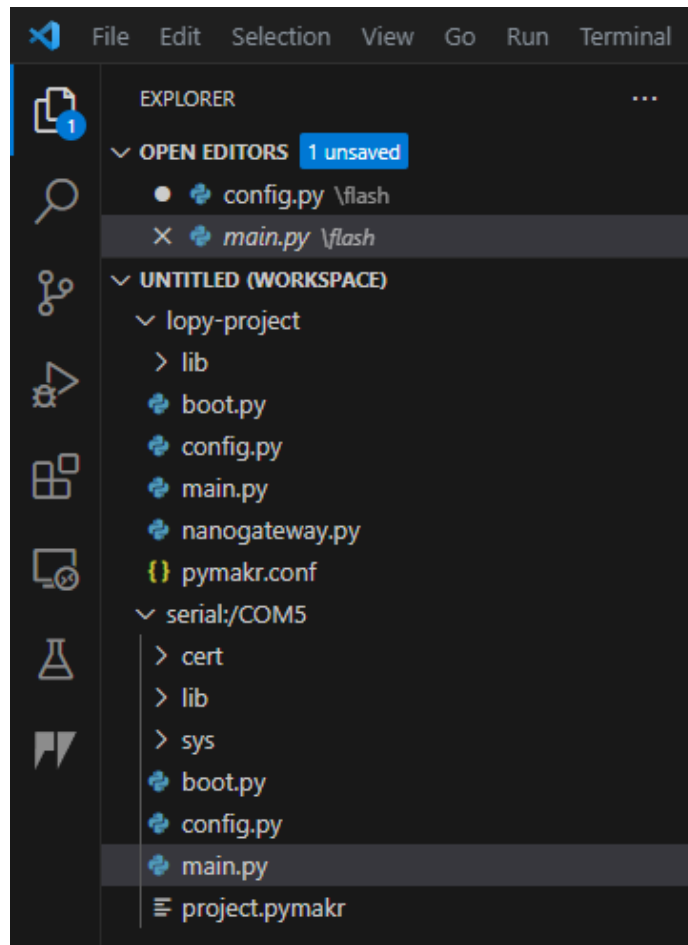 File Edit Selection View Go Run Terminal
EXPLORER ...
1
OPEN EDITORS 1 unsaved
config.py \flash
main.py \flash
UNTITLED (WORKSPACE)
lopy-project
lib
boot.py
config.py
main.py
nanogateway.py
{} pymakr.conf
serial:/COM5
cert
lib
sys
boot.py
config.py
main.py
project.pymakr